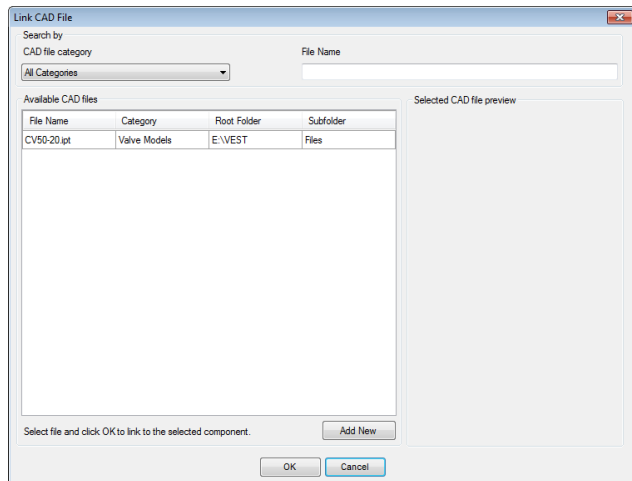 Link CAD File
Search by
CAD file category File Name
All Categories
Available CAD files Selected CAD file preview
File Name Category Root Folder Subfolder
CV50-20.ipt Valve Models E:\VEST Files
Select file and click OK to link to the selected component. Add New
OK Cancel